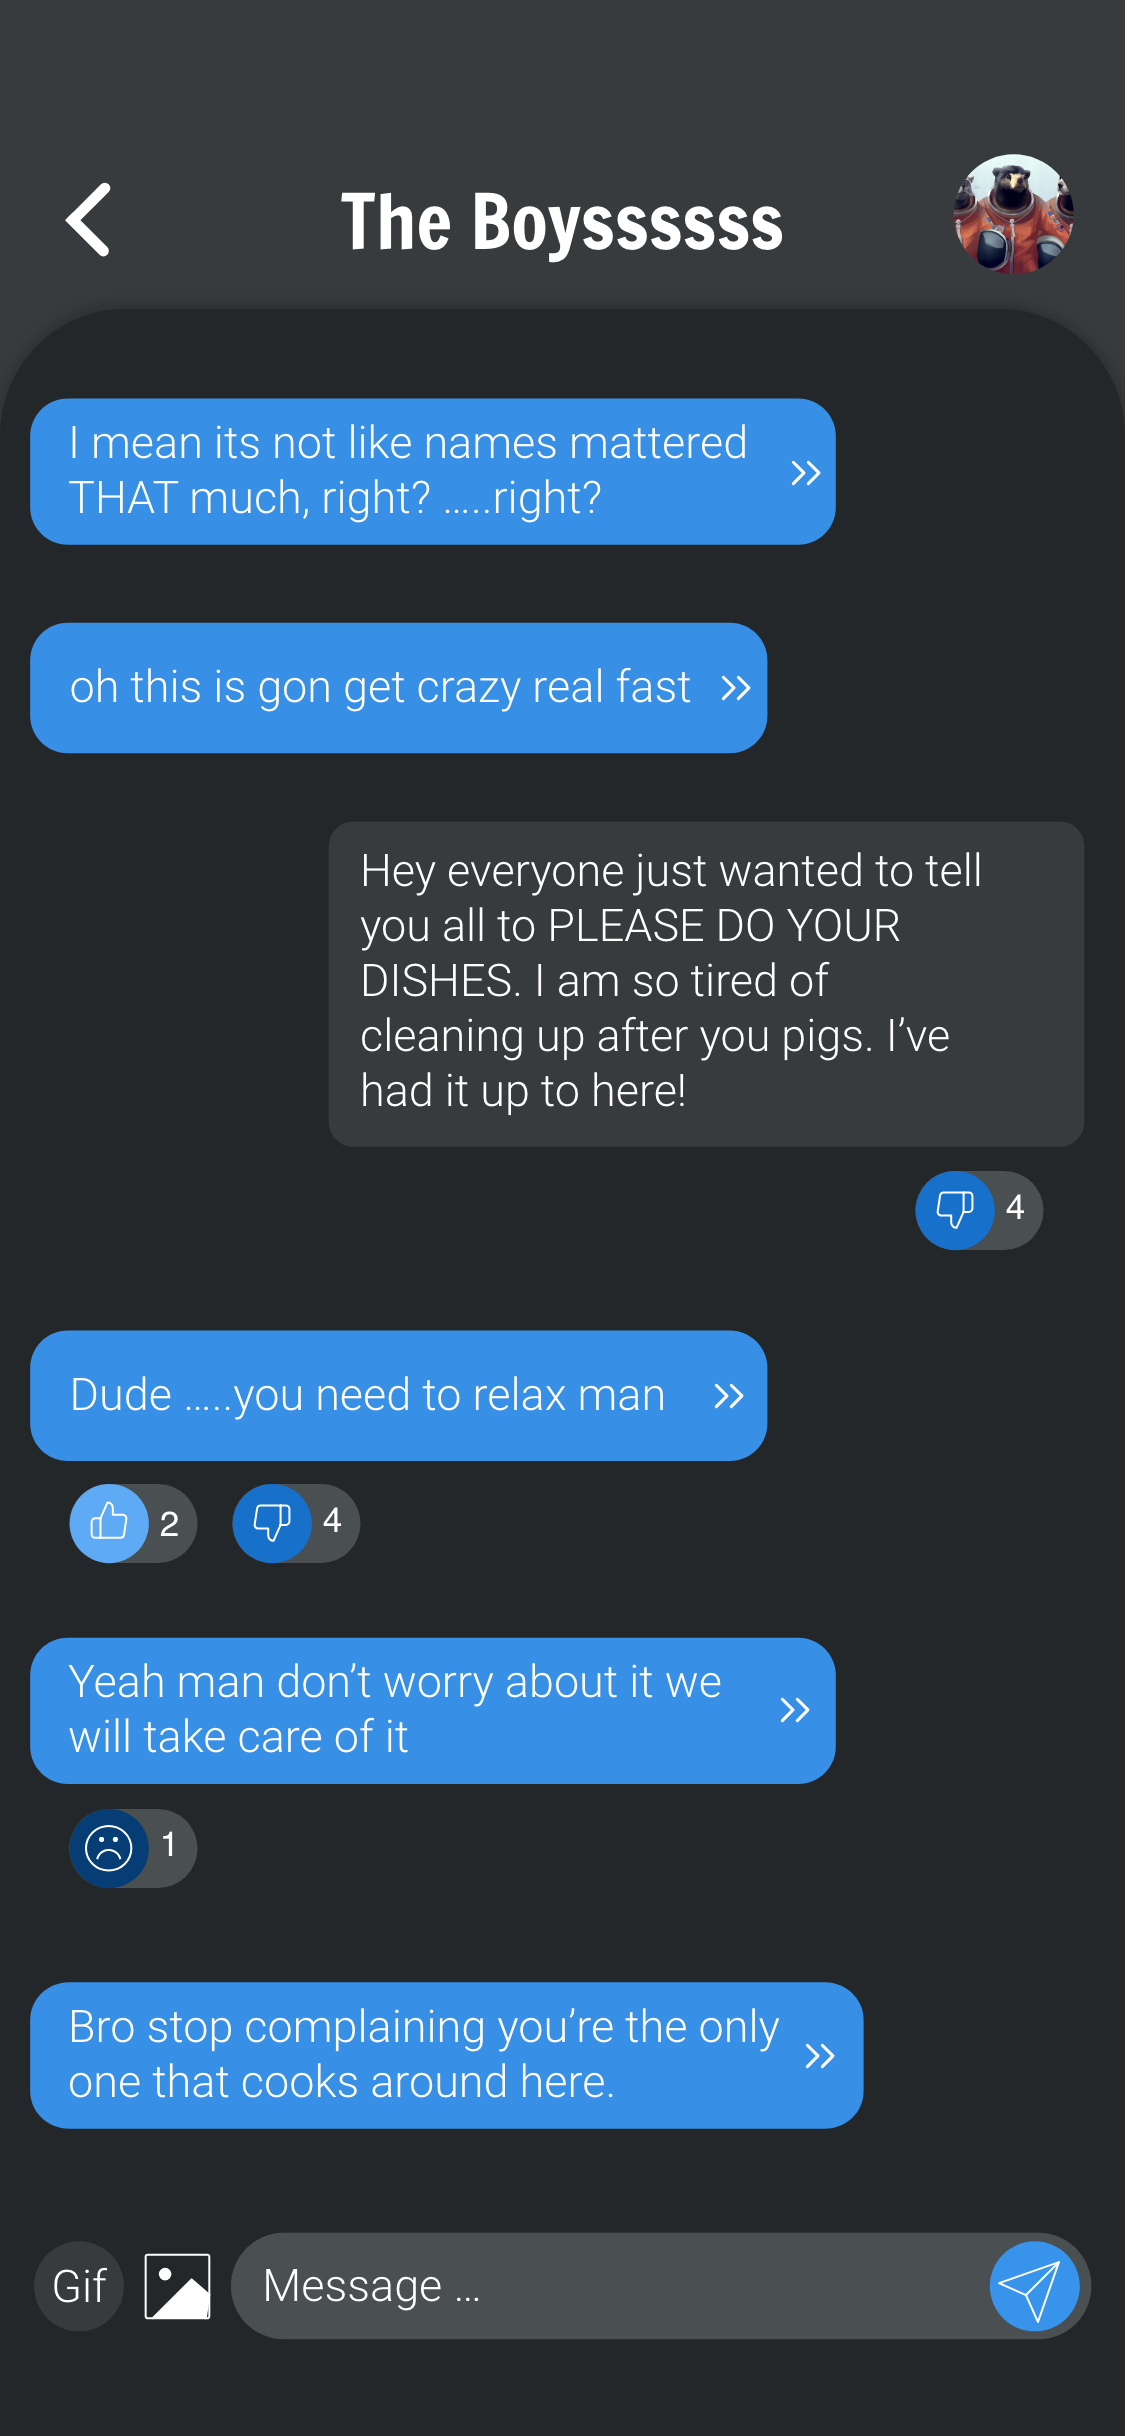 The Boyssssss
I mean its not like names mattered
THAT much, right? .....right?
oh this is gon get crazy real fast
Hey everyone just wanted to tell
you all to PLEASE DO YOUR
DISHES. I am so tired of
cleaning up after you pigs. I’ve
had it up to here!
4
Dude .....you need to relax man
2 4
Yeah man don’t worry about it we
will take care of it
1
Bro stop complaining you’re the only
one that cooks around here.
Gif Message ...